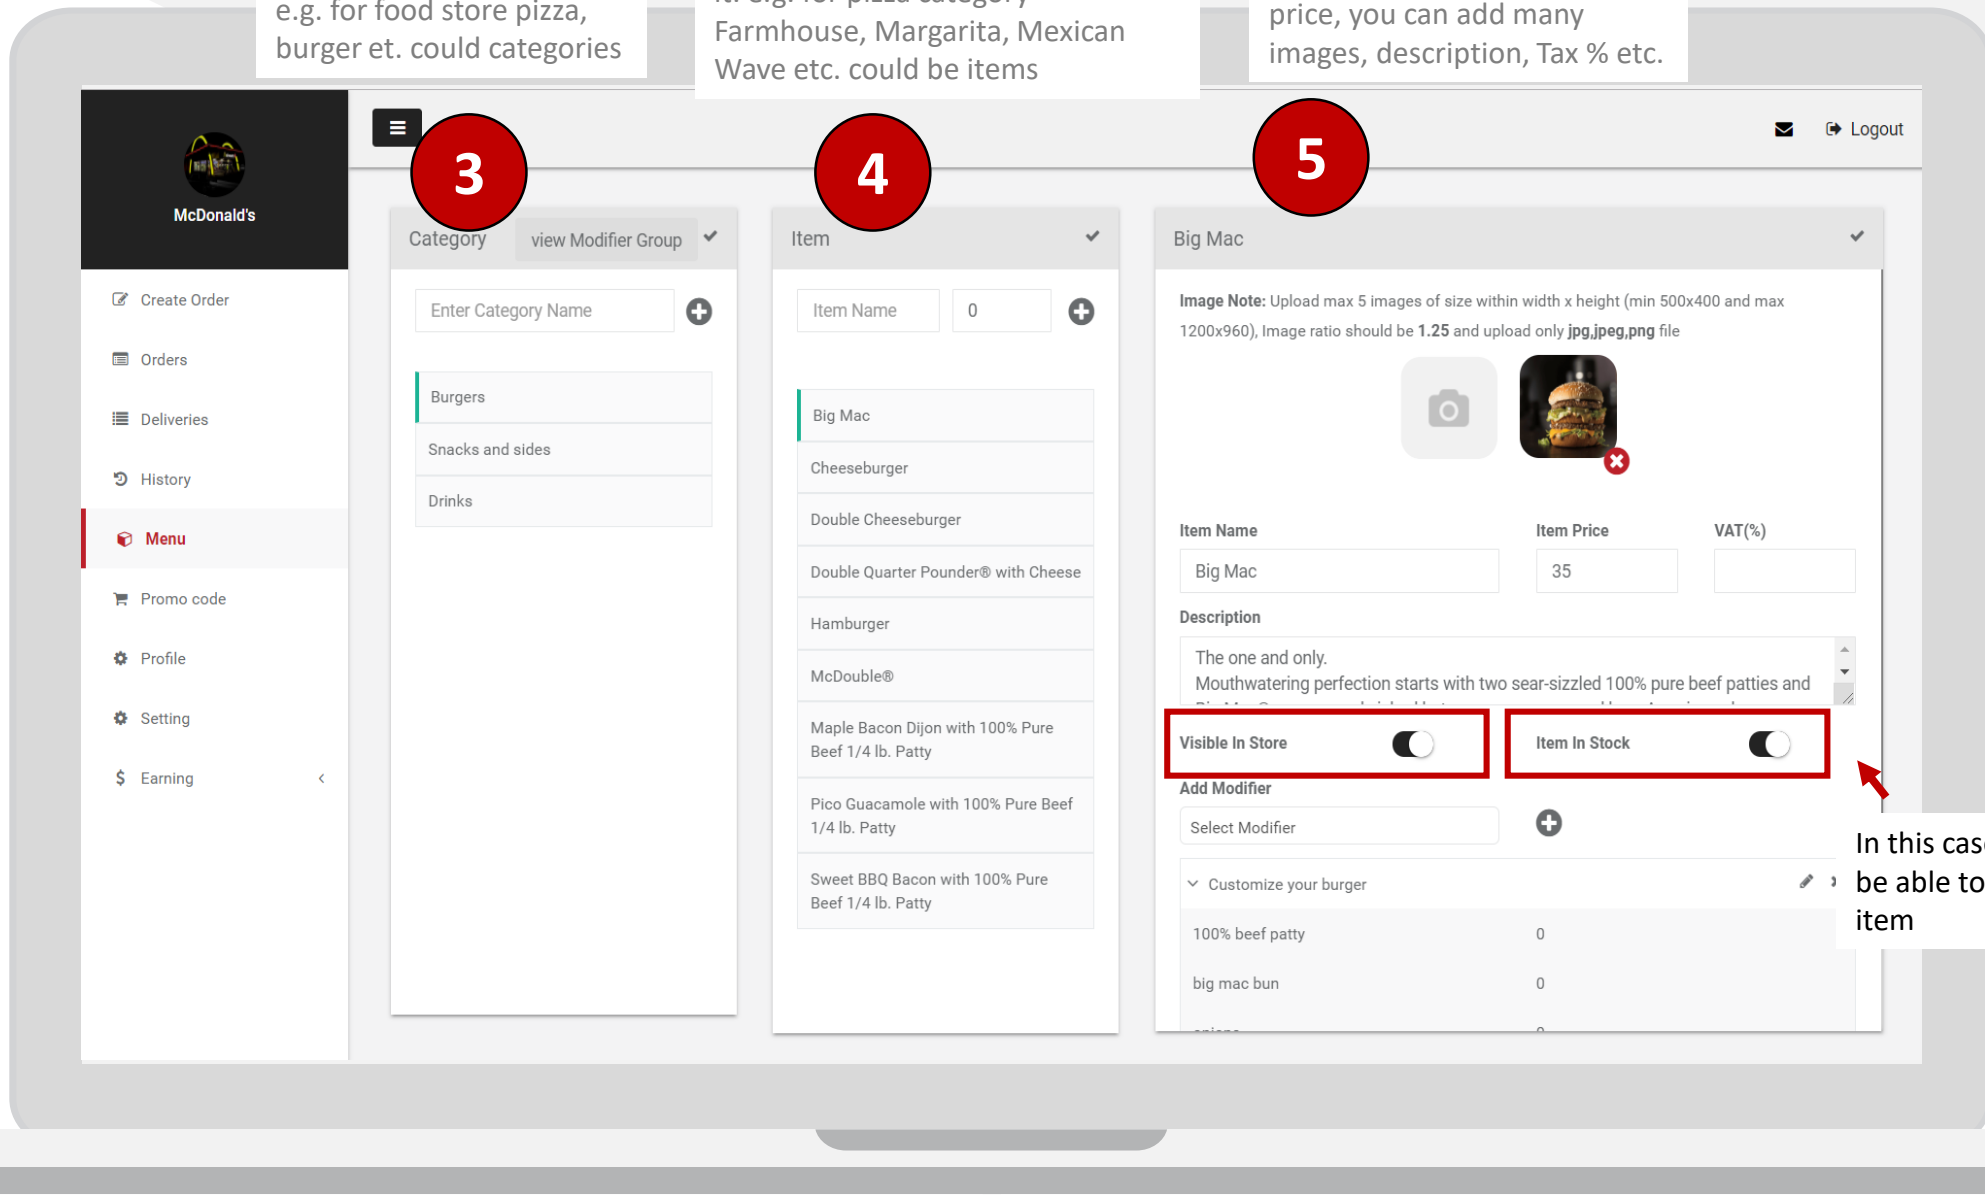 e.g. for food store pizza,
burger et. could categories
it. e.g. for pizza category
Farmhouse, Margarita, Mexican
Wave etc. could be items
price, you can add many
images, description, Tax % etc.
3
4
5
Logout
McDonald's
Create Order
Orders
Deliveries
History
Menu
Promo code
Profile
Setting
Earning
Category
view Modifier Group
Enter Category Name
Burgers
Snacks and sides
Drinks
Item
Item Name
0
Big Mac
Cheeseburger
Double Cheeseburger
Double Quarter Pounder® with Cheese
Hamburger
McDouble®
Maple Bacon Dijon with 100% Pure
Beef 1/4 lb. Patty
Pico Guacamole with 100% Pure Beef
1/4 lb. Patty
Sweet BBQ Bacon with 100% Pure
Beef 1/4 lb. Patty
Big Mac
Image Note: Upload max 5 images of size within width x height (min 500x400 and max
1200x960), Image ratio should be 1.25 and upload only jpg,jpeg,png file
Item Name
Item Price
VAT(%)
Big Mac
35
Description
The one and only.
Mouthwatering perfection starts with two sear-sizzled 100% pure beef patties and
Visible In Store
Item In Stock
Add Modifier
Select Modifier
Customize your burger
100% beef patty
0
big mac bun
0
In this cas
be able to
item